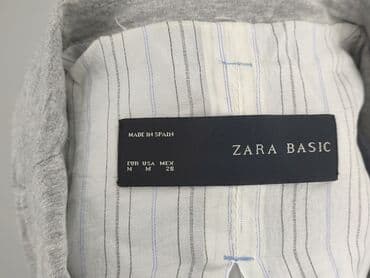 MADE IN SPAIN
ZARA BASIC
EUR USA MEX
M M 28